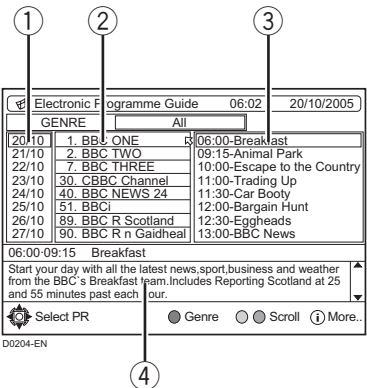 1 2 3
Electronic Programme Guide 06:02 20/10/2005
GENRE All
20/10 1. BBC ONE 06:00-Breakfast
21/10 2. BBC TWO 09:15-Animal Park
22/10 7. BBC THREE 10:00-Escape to the Country
23/10 30. CBBC Channel 11:00-Trading Up
24/10 40. BBC NEWS 24 11:30-Car Booty
25/10 51. BBCi 12:00-Bargain Hunt
26/10 89. BBC R Scotland 12:30-Eggheads
27/10 90. BBC R n Gaidheal 13:00-BBC News
06:00-09:15 Breakfast
Start your day with all the latest news,sport,business and weather
from the BBC`s Breakfast team.Includes Reporting Scotland at 25
and 55 minutes past each hour.
Select PR Genre Scroll i More..
D0204-EN
4